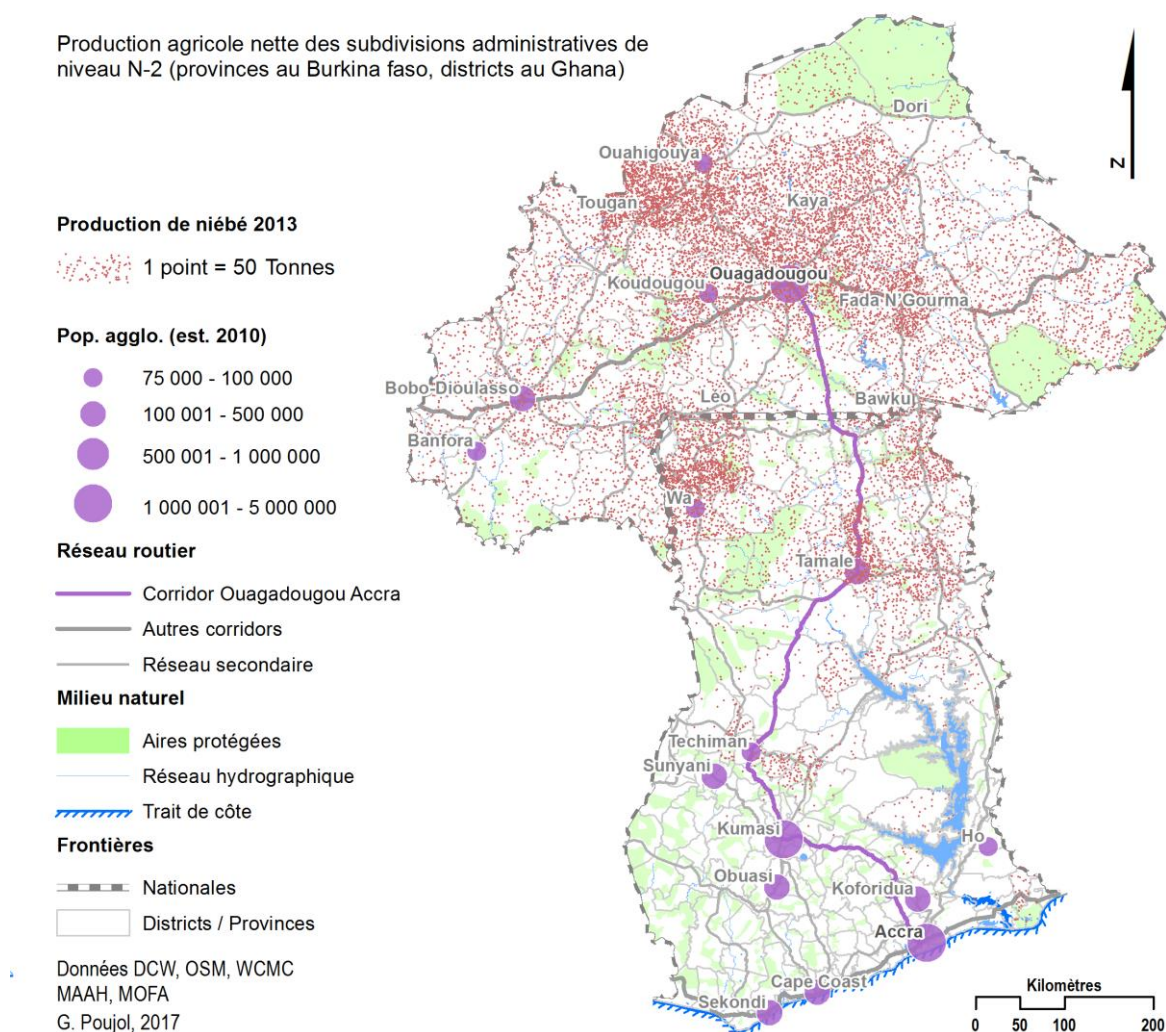 Production agricole nette des subdivisions administratives de
niveau N-2 (provinces au Burkina faso, districts au Ghana)
Production de niébé 2013
1 point = 50 Tonnes
Pop. agglo. (est. 2010)
75 000 - 100 000
100 001 - 500 000
500 001 - 1 000 000
1 000 001 - 5 000 000
Réseau routier
Corridor Ouagadougou Accra
Autres corridors
Réseau secondaire
Milieu naturel
Aires protégées
Réseau hydrographique
Trait de côte
Frontières
Nationales
Districts / Provinces
Données DCW, OSM, WCMC
MAAH, MOFA
G. Poujol, 2017
N
Dori
Ouahigouya
Tougan
Kaya
Ouagadougou
Koudougou
Fada N'Gourma
Bobo-Dioulasso
Léo
Bawku
Banfora
Wa
Tamale
Techiman
Sunyani
Kumasi
Ho
Obuasi
Koforidua
Accra
Cape Coast
Sekondi
Kilomètres
0 50 100 200